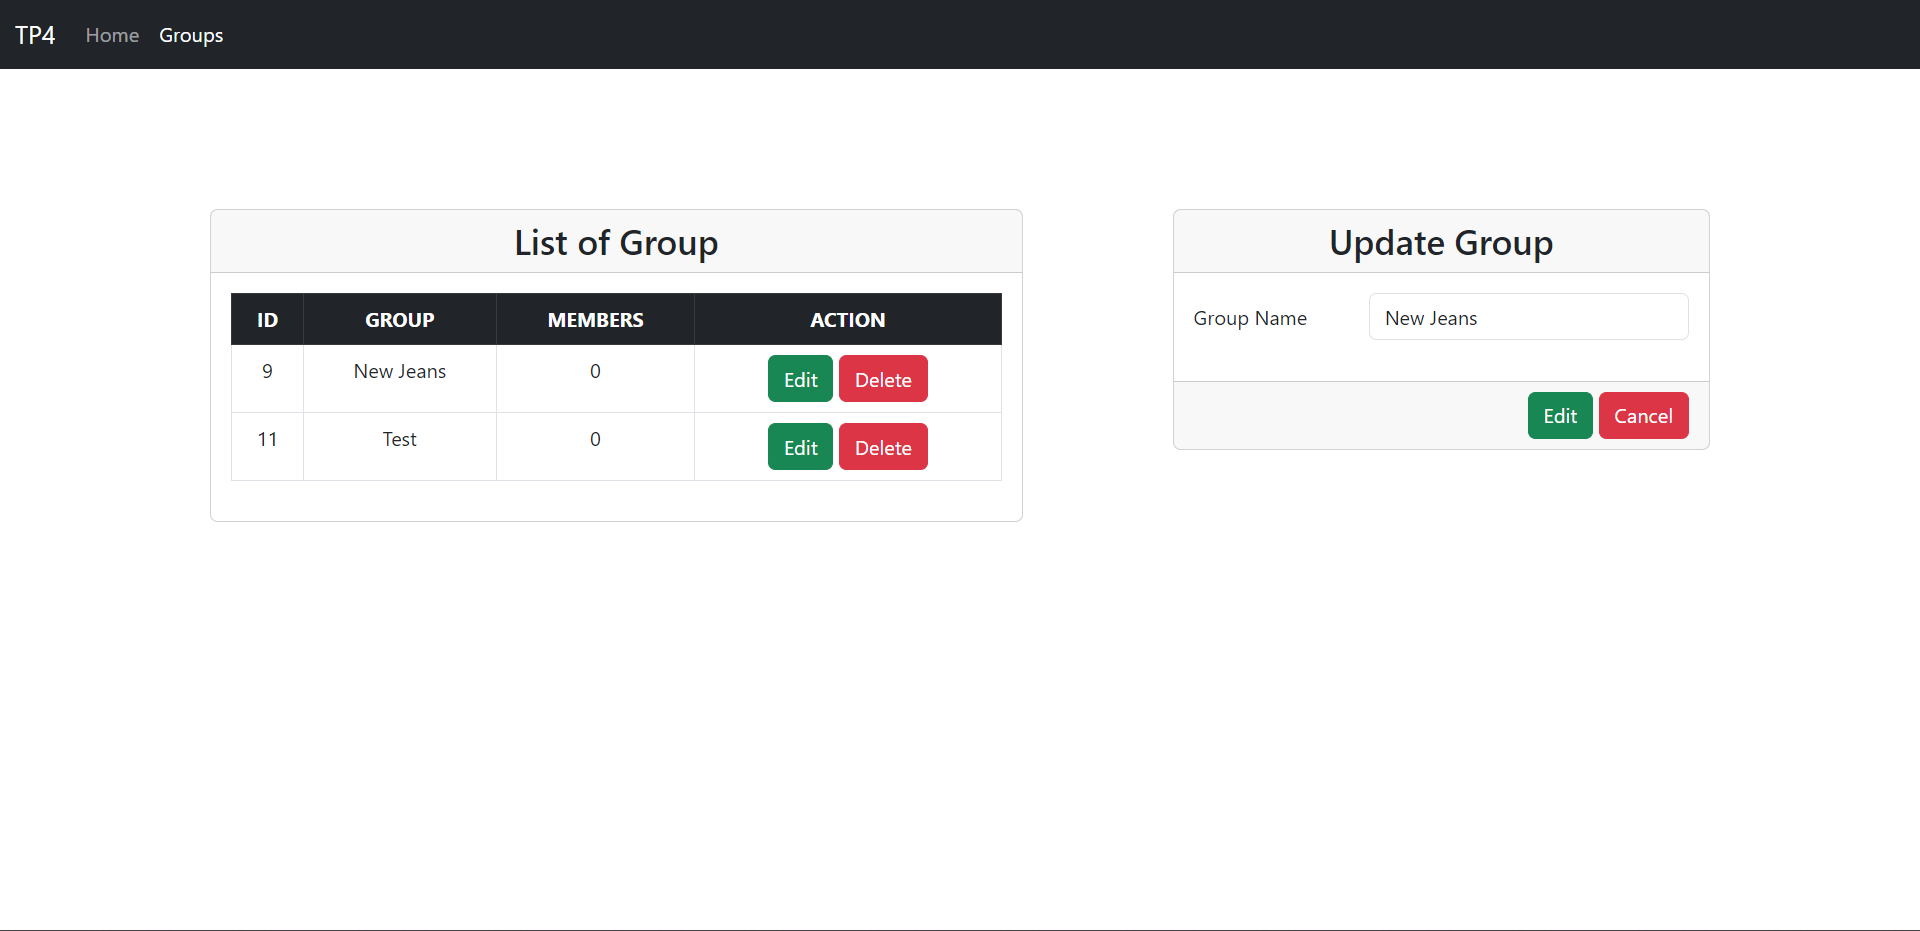 TP4 Home Groups
List of Group
ID GROUP MEMBERS ACTION
9 New Jeans 0 Edit Delete
11 Test 0 Edit Delete
Update Group
Group Name New Jeans
Edit Cancel